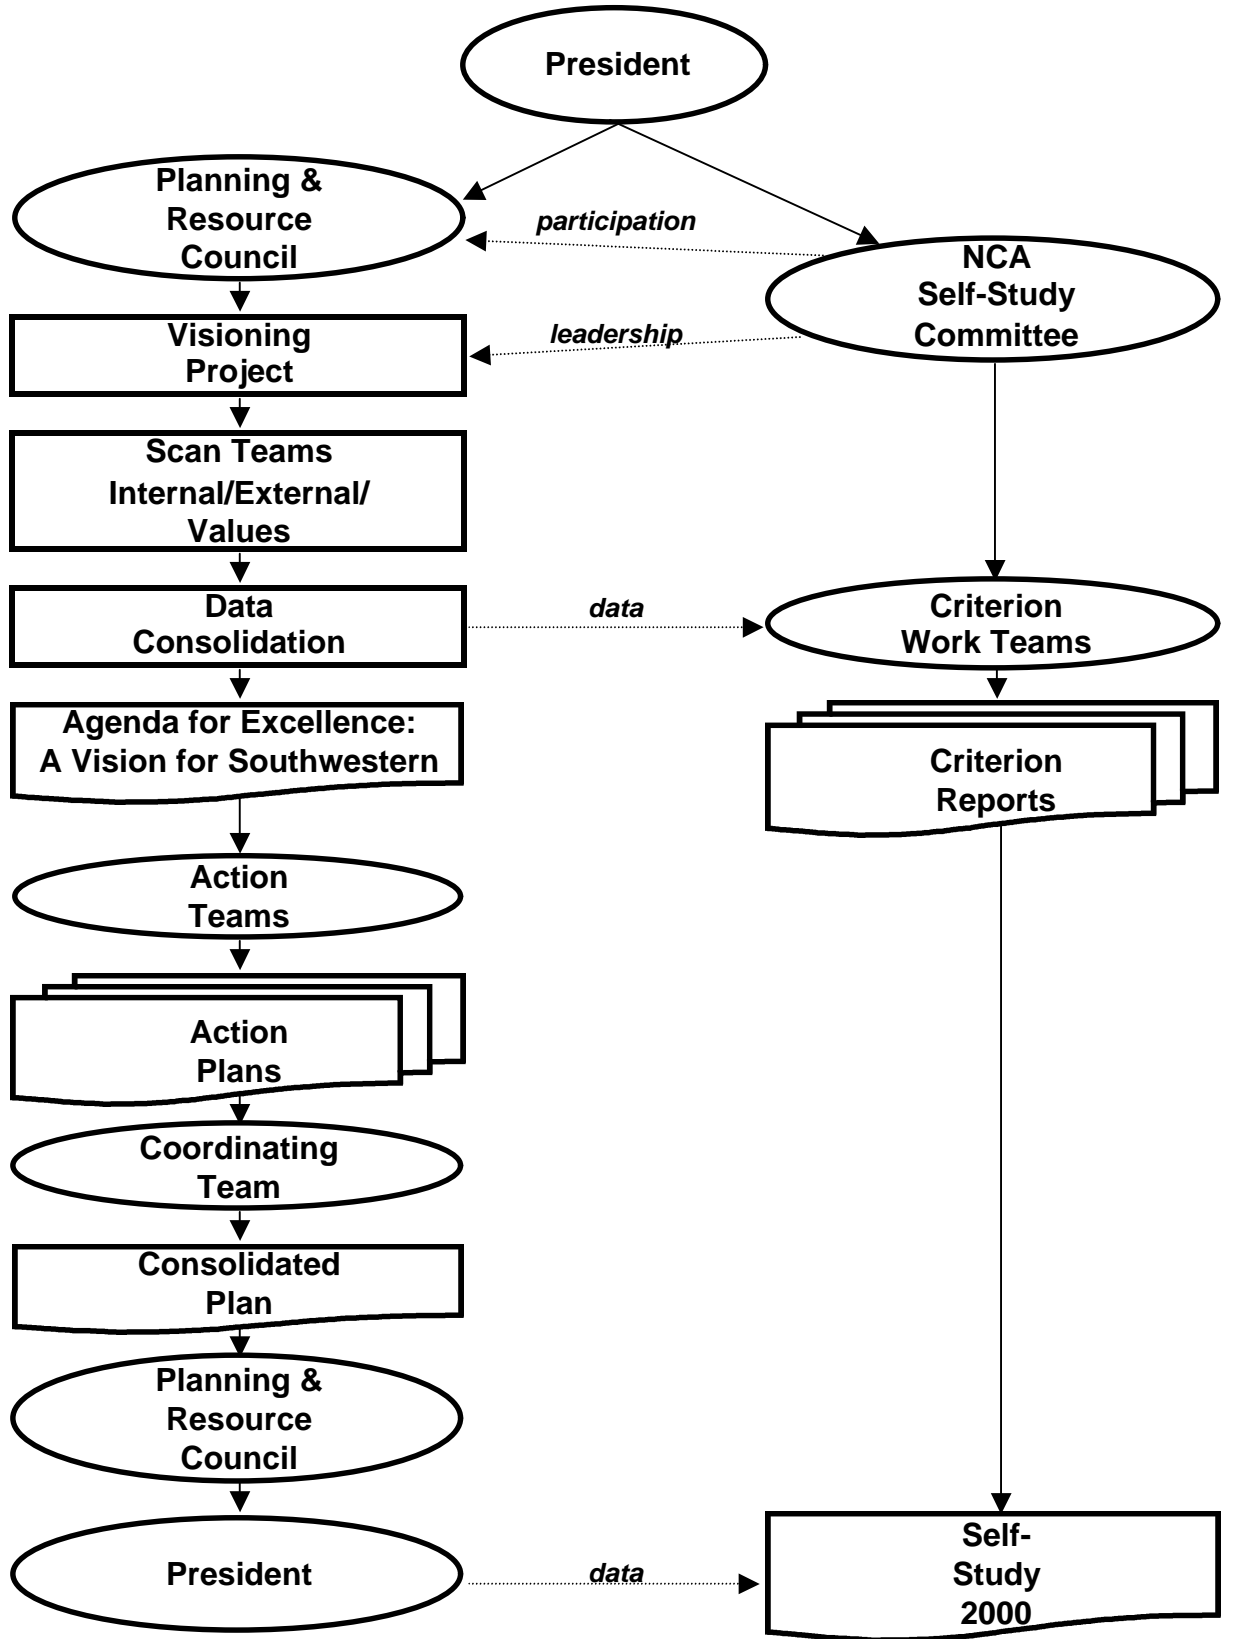 President
Planning &
Resource
Council
participation
NCA
Self-Study
Committee
Visioning
Project
leadership
Scan Teams
Internal/External/
Values
Data
Consolidation
data
Criterion
Work Teams
Agenda for Excellence:
A Vision for Southwestern
Criterion
Reports
Action
Teams
Action
Plans
Coordinating
Team
Consolidated
Plan
Planning &
Resource
Council
President
data
Self-
Study
2000